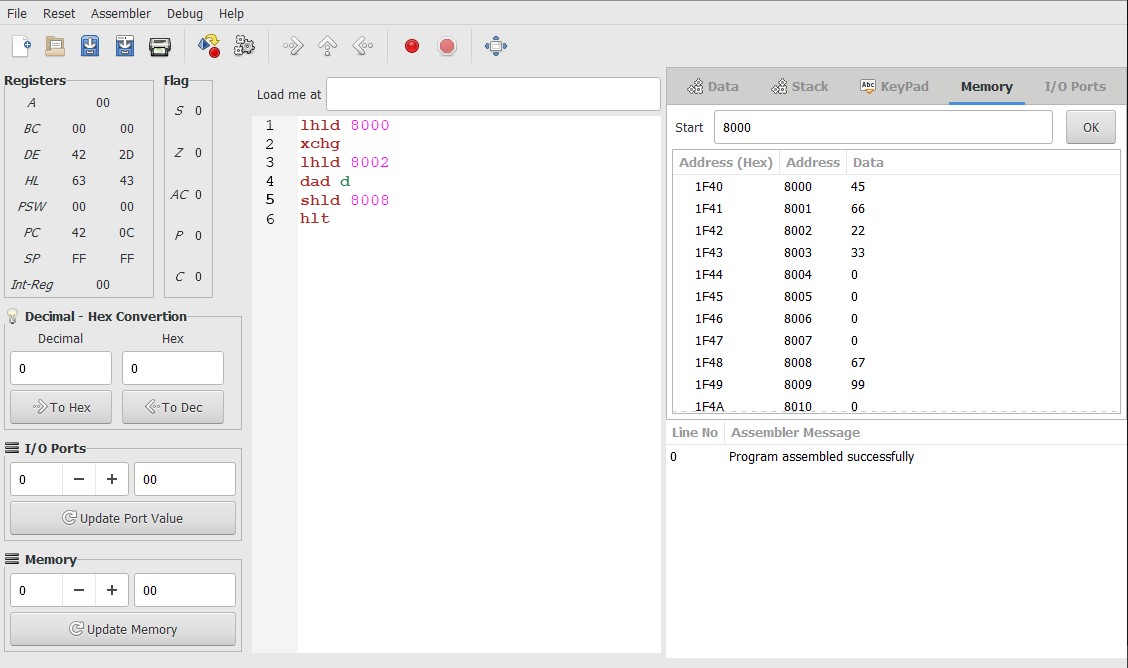 File Reset Assembler Debug Help
Registers
A 00
BC 00 00
DE 42 2D
HL 63 43
PSW 00 00
PC 42 0C
SP FF FF
Int-Reg 00
Flag
S 0
Z 0
AC 0
P 0
C 0
Decimal - Hex Convertion
Decimal Hex
0 0
To Hex To Dec
I/O Ports
0 − + 00
Update Port Value
Memory
0 − + 00
Update Memory
Load me at
1 lhld 8000
2 xchg
3 lhld 8002
4 dad d
5 shld 8008
6 hlt
Data Stack Abc KeyPad Memory I/O Ports
Start 8000 OK
Address (Hex) Address Data
1F40 8000 45
1F41 8001 66
1F42 8002 22
1F43 8003 33
1F44 8004 0
1F45 8005 0
1F46 8006 0
1F47 8007 0
1F48 8008 67
1F49 8009 99
1F4A 8010 0
Line No Assembler Message
0 Program assembled successfully